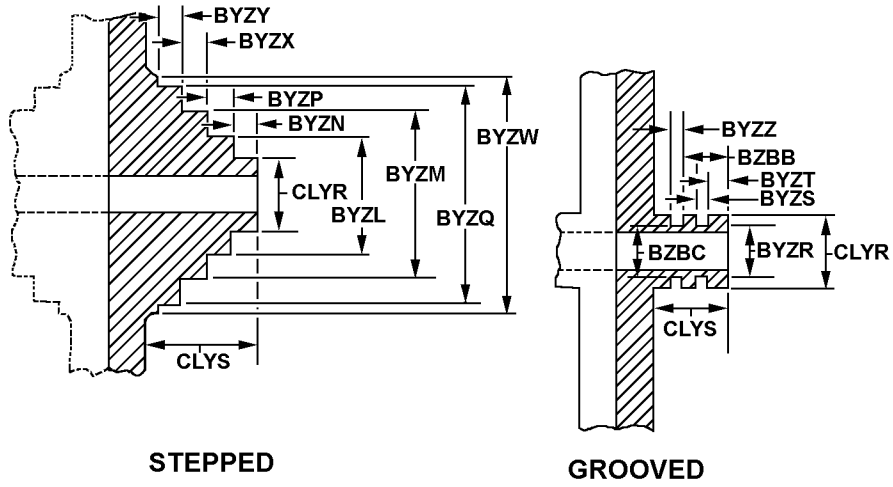 BYZY
BYZX
BYZP
BYZN
BYZW
CLYR
BYZM
BYZL
BYZQ
CLYS
STEPPED
BYZZ
BZBB
BYZT
BYZS
BZBC
BYZR
CLYR
CLYS
GROOVED